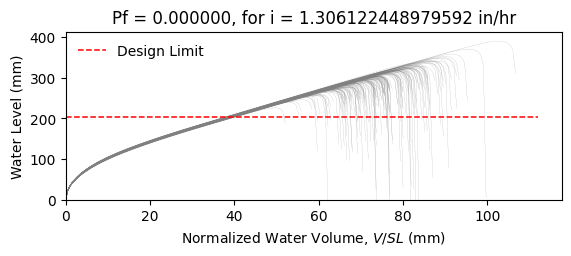 Pf = 0.000000, for i = 1.306122448979592 in/hr
Design Limit
Water Level (mm)
400
300
200
100
0
0 20 40 60 80 100
Normalized Water Volume, V/SL (mm)